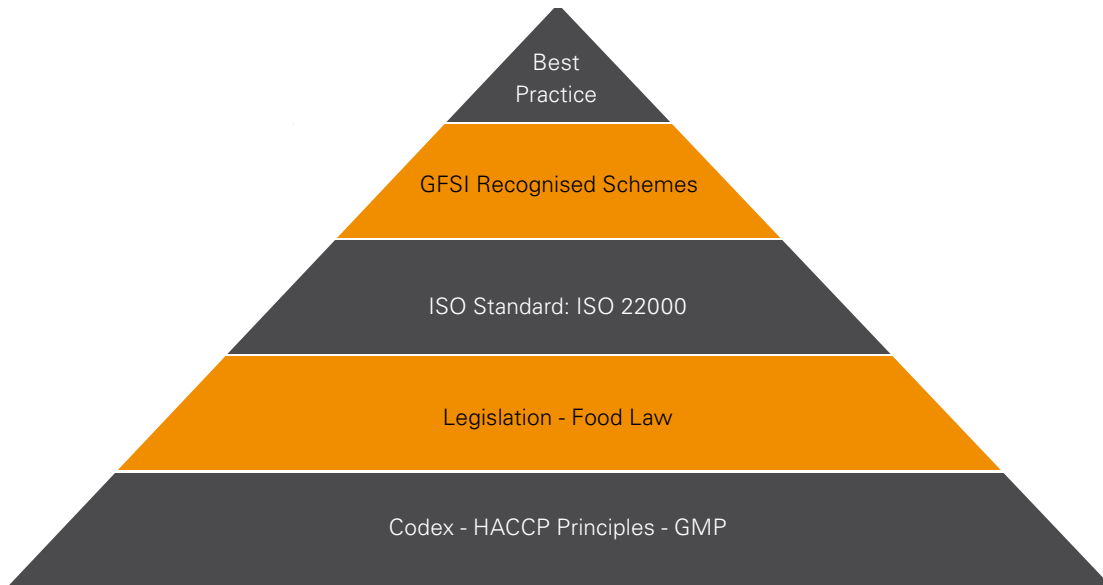 Best
Practice
GFSI Recognised Schemes
ISO Standard: ISO 22000
Legislation - Food Law
Codex - HACCP Principles - GMP